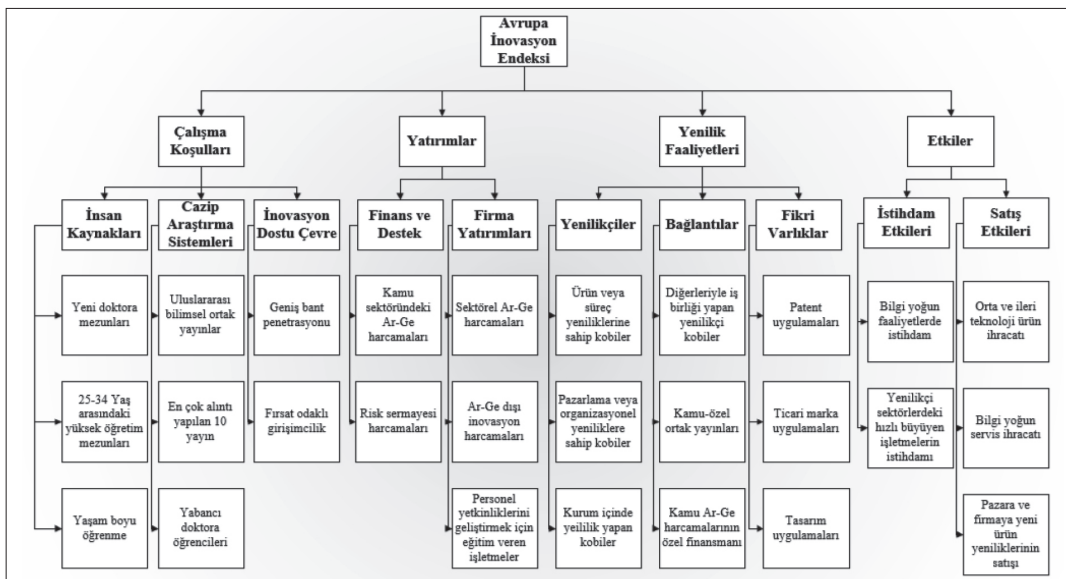 Avrupa
İnovasyon
Endeksi
Çalışma
Koşulları
Yatırımlar
Yenilik
Faaliyetleri
Etkiler
İnsan
Kaynakları
Cazip
Araştırma
Sistemleri
İnovasyon
Dostu Çevre
Finans ve
Destek
Firma
Yatırımları
Yenilikçiler
Bağlantılar
Fikri
Varlıklar
İstihdam
Etkileri
Satış
Etkileri
Yeni doktora
mezunları
Uluslararası
bilimsel ortak
yayınlar
Geniş bant
penetrasyonu
Kamu
sektöründeki
Ar-Ge
harcamaları
Sektörel Ar-Ge
harcamaları
Ürün veya
süreç
yeniliklerine
sahip kobiler
Diğerleriyle iş
birliği yapan
yenilikçi
kobiler
Patent
uygulamaları
Bilgi yoğun
faaliyetlerde
istihdam
Orta ve ileri
teknoloji ürün
ihracatı
25-34 Yaş
arasındaki
yüksek öğretim
mezunları
En çok alıntı
yapılan 10
yayın
Fırsat odaklı
girişimcilik
Risk sermayesi
harcamaları
Ar-Ge dışı
inovasyon
harcamaları
Pazarlama veya
organizasyonel
yeniliklere
sahip kobiler
Kamu-özel
ortak yayınları
Ticari marka
uygulamaları
Yenilikçi
sektörlerdeki
hızlı büyüyen
işletmelerin
istihdamı
Bilgi yoğun
servis ihracatı
Yaşam boyu
öğrenme
Yabancı
doktora
öğrencileri
Personel
yetkinliklerini
geliştirmek için
eğitim veren
işletmeler
Kurum içinde
yeililik yapan
kobiler
Kamu Ar-Ge
harcamalarının
özel finansmanı
Tasarım
uygulamaları
Pazara ve
firmaya yeni
ürün
yeniliklerinin
satışı